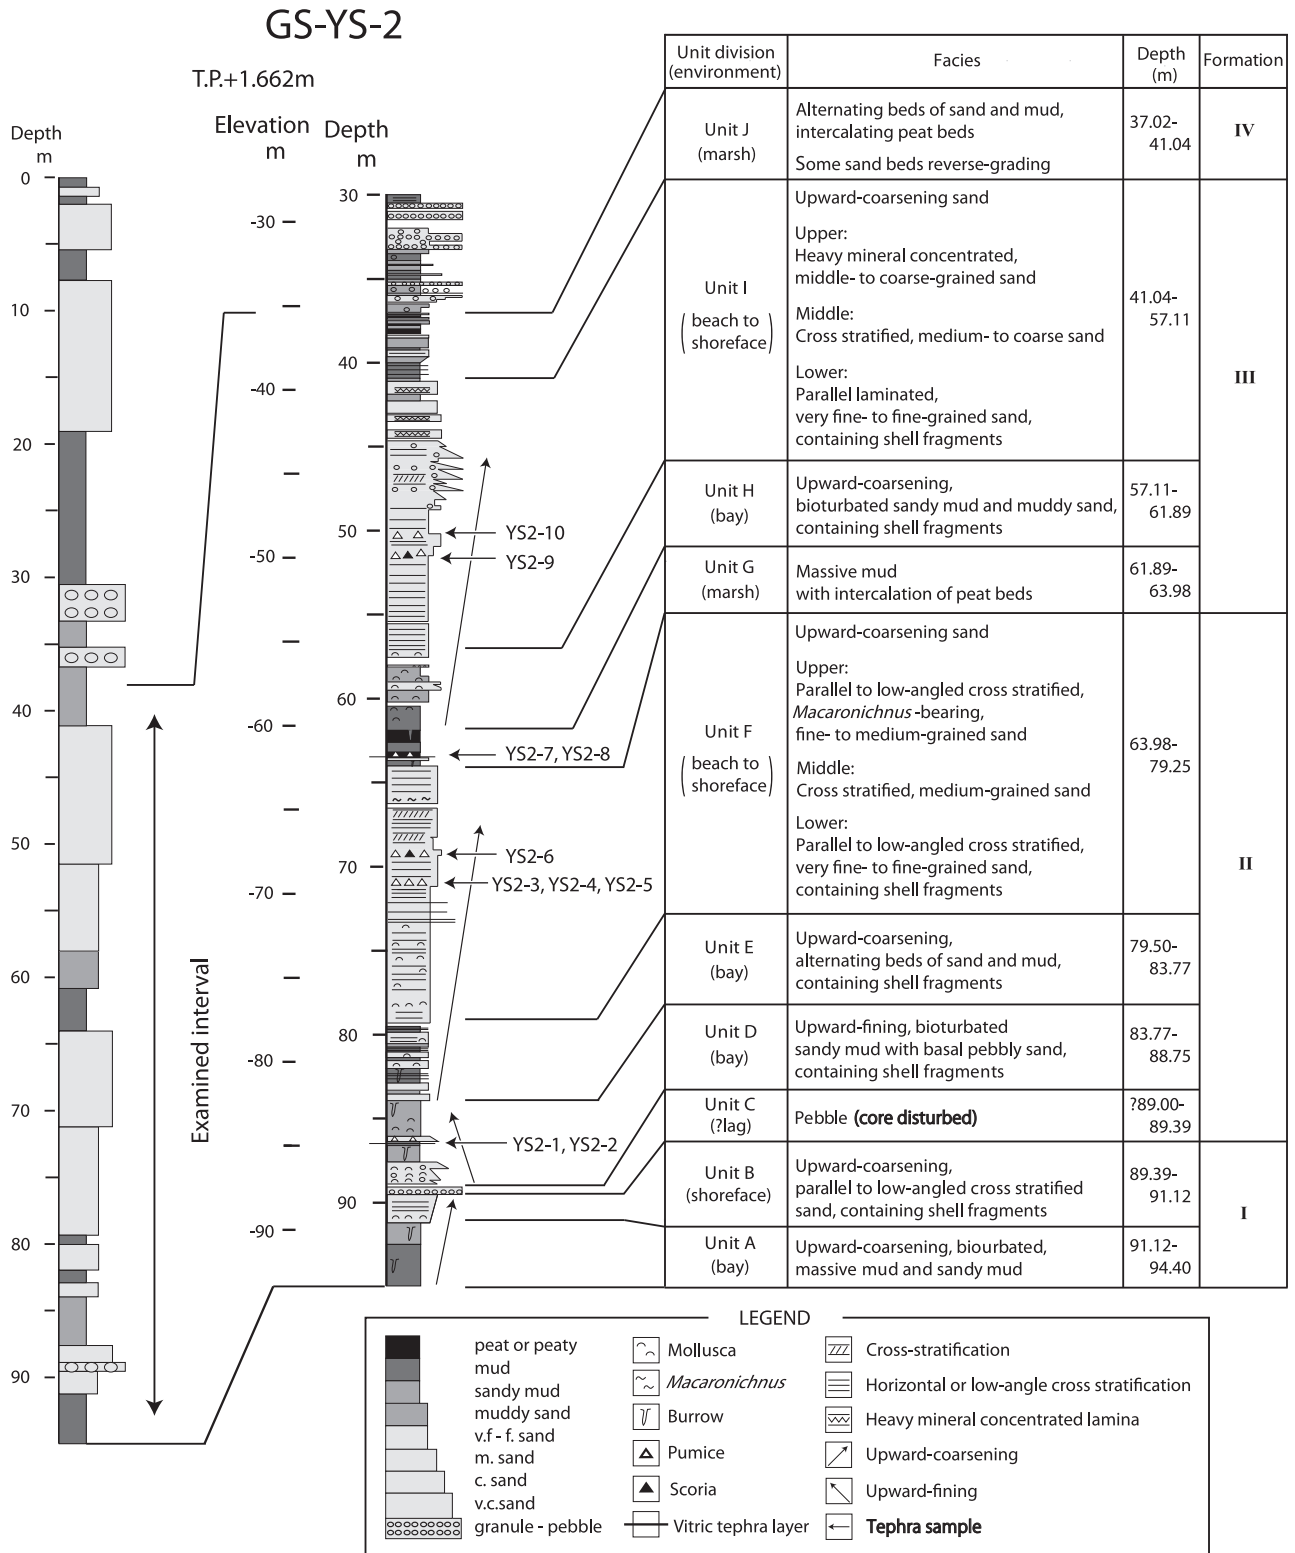 GS-YS-2
T.P.+1.662m
Depth
m
0
10
20
30
40
50
60
70
80
90
Examined interval
Elevation
m
-30
-40
-50
-60
-70
-80
-90
Depth
m
30
40
50
60
70
80
90
YS2-10
YS2-9
YS2-7, YS2-8
YS2-6
YS2-3, YS2-4, YS2-5
YS2-1, YS2-2
Unit division
(environment)
Facies
Depth
(m)
Formation
Unit J
(marsh)
Alternating beds of sand and mud,
intercalating peat beds
Some sand beds reverse-grading
37.02-
41.04
IV
Unit I
(beach to
shoreface)
Upward-coarsening sand
Upper:
Heavy mineral concentrated,
middle- to coarse-grained sand
Middle:
Cross stratified, medium- to coarse sand
Lower:
Parallel laminated,
very fine- to fine-grained sand,
containing shell fragments
41.04-
57.11
III
Unit H
(bay)
Upward-coarsening,
bioturbated sandy mud and muddy sand,
containing shell fragments
57.11-
61.89
Unit G
(marsh)
Massive mud
with intercalation of peat beds
61.89-
63.98
Unit F
(beach to
shoreface)
Upward-coarsening sand
Upper:
Parallel to low-angled cross stratified,
Macaronichnus -bearing,
fine- to medium-grained sand
Middle:
Cross stratified, medium-grained sand
Lower:
Parallel to low-angled cross stratified,
very fine- to fine-grained sand,
containing shell fragments
63.98-
79.25
II
Unit E
(bay)
Upward-coarsening,
alternating beds of sand and mud,
containing shell fragments
79.50-
83.77
Unit D
(bay)
Upward-fining, bioturbated
sandy mud with basal pebbly sand,
containing shell fragments
83.77-
88.75
Unit C
(?lag)
Pebble (core disturbed)
?89.00-
89.39
Unit B
(shoreface)
Upward-coarsening,
parallel to low-angled cross stratified
sand, containing shell fragments
89.39-
91.12
I
Unit A
(bay)
Upward-coarsening, biourbated,
massive mud and sandy mud
91.12-
94.40
LEGEND
peat or peaty
mud
sandy mud
muddy sand
v.f - f. sand
m. sand
c. sand
v.c.sand
granule - pebble
Mollusca
Macaronichnus
Burrow
Pumice
Scoria
Vitric tephra layer
Cross-stratification
Horizontal or low-angle cross stratification
Heavy mineral concentrated lamina
Upward-coarsening
Upward-fining
Tephra sample